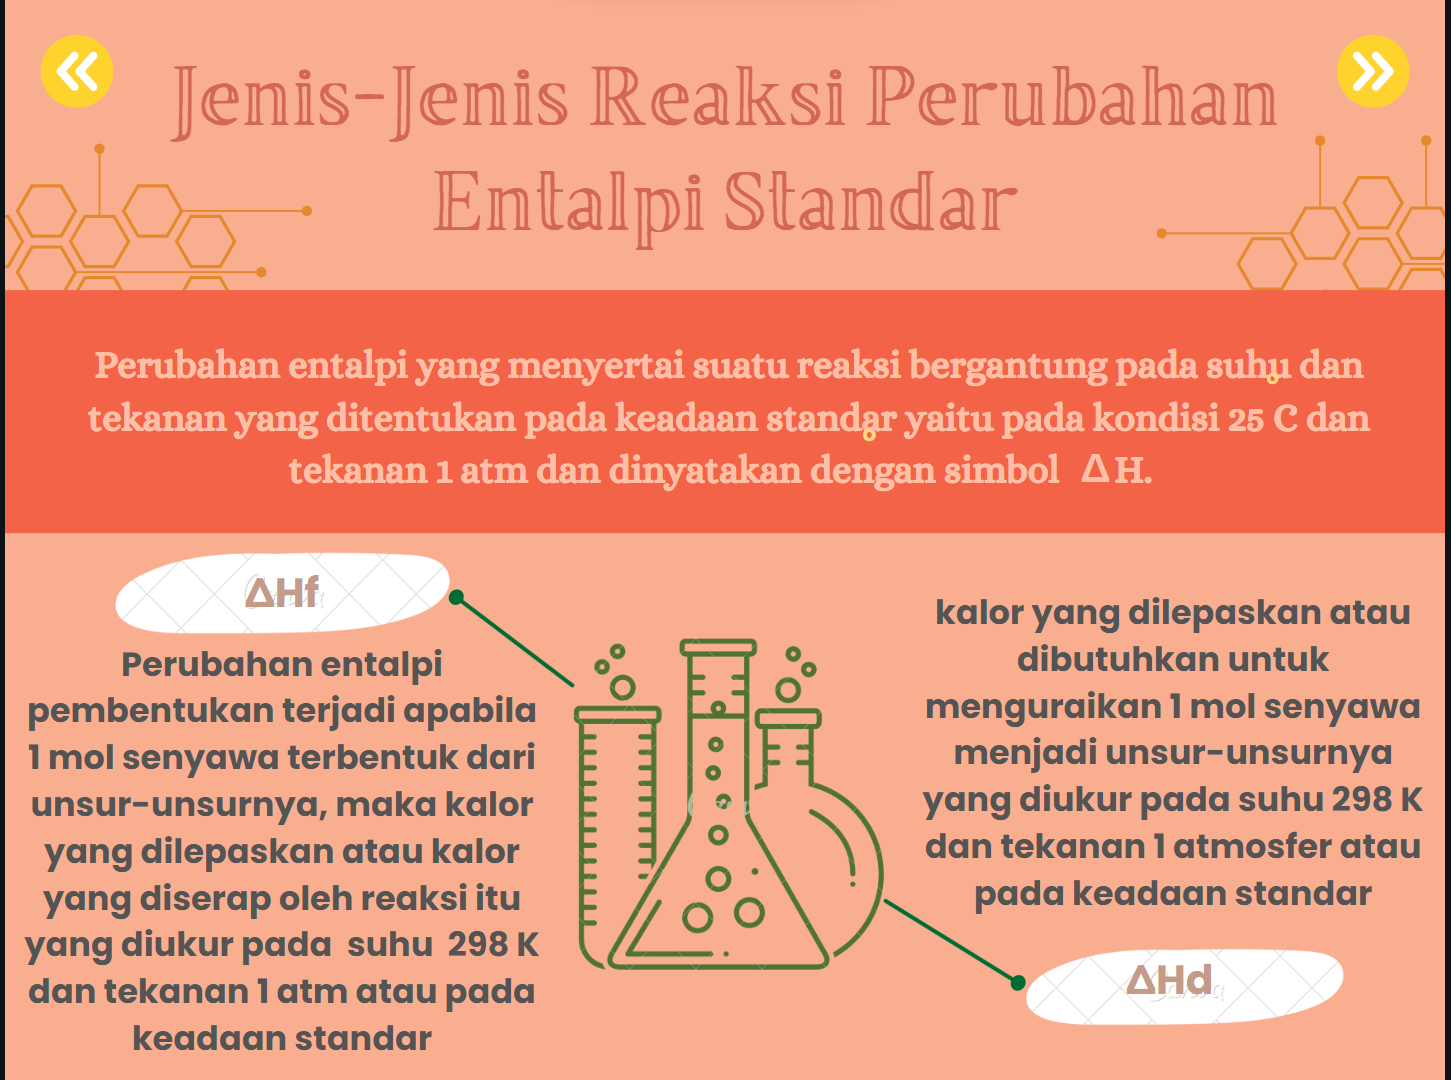 Jenis-Jenis Reaksi Perubahan
Entalpi Standar
Perubahan entalpi yang menyertai suatu reaksi bergantung pada suhu dan
tekanan yang ditentukan pada keadaan standar yaitu pada kondisi 25 C dan
tekanan 1 atm dan dinyatakan dengan simbol ΔH.
ΔHf
Perubahan entalpi
pembentukan terjadi apabila
1 mol senyawa terbentuk dari
unsur-unsurnya, maka kalor
yang dilepaskan atau kalor
yang diserap oleh reaksi itu
yang diukur pada suhu 298 K
dan tekanan 1 atm atau pada
keadaan standar
kalor yang dilepaskan atau
dibutuhkan untuk
menguraikan 1 mol senyawa
menjadi unsur-unsurnya
yang diukur pada suhu 298 K
dan tekanan 1 atmosfer atau
pada keadaan standar
ΔHd